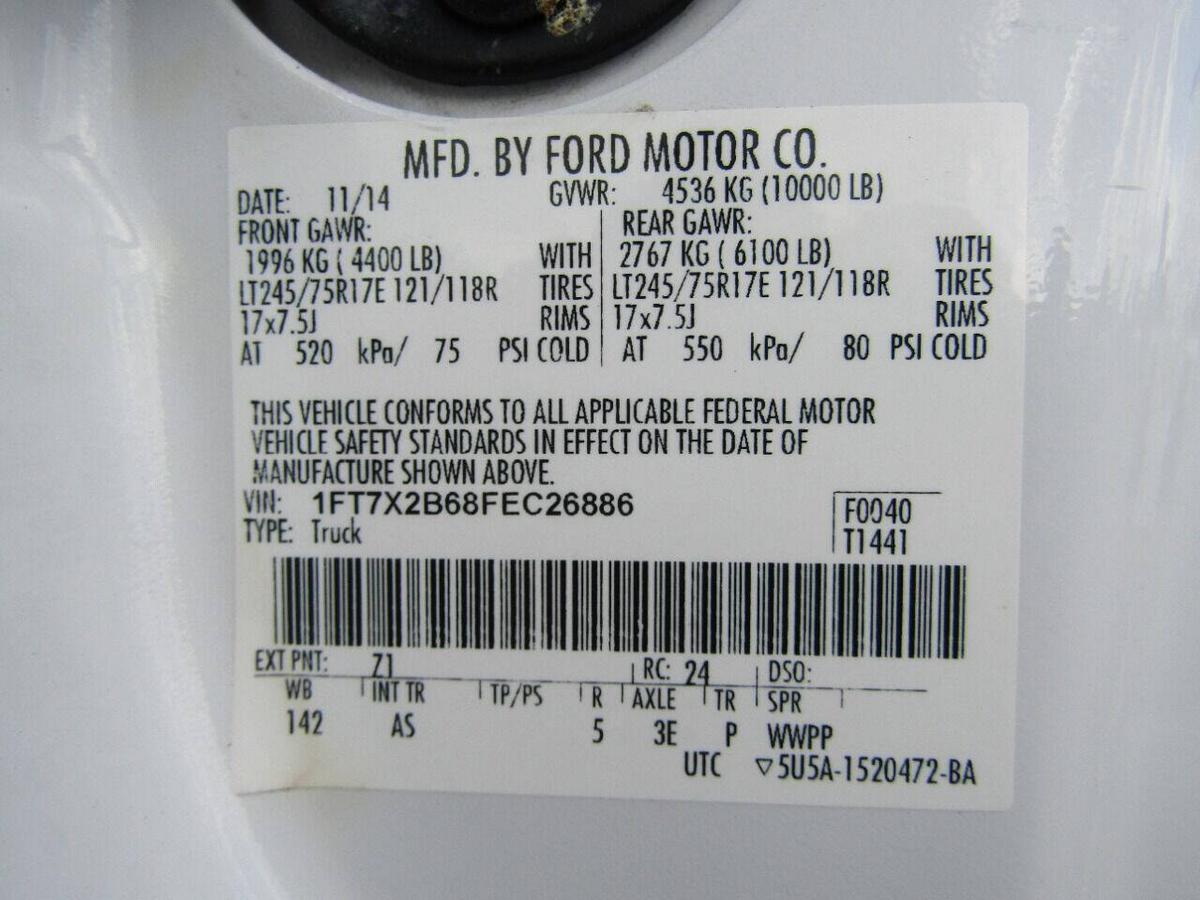 MFD. BY FORD MOTOR CO.
DATE: 11/14 GVWR: 4536 KG (10000 LB)
FRONT GAWR: REAR GAWR:
1996 KG ( 4400 LB) WITH 2767 KG ( 6100 LB) WITH
LT245/75R17E 121/118R TIRES LT245/75R17E 121/118R TIRES
17x7.5J RIMS 17x7.5J RIMS
AT 520 kPa/ 75 PSI COLD AT 550 kPa/ 80 PSI COLD
THIS VEHICLE CONFORMS TO ALL APPLICABLE FEDERAL MOTOR
VEHICLE SAFETY STANDARDS IN EFFECT ON THE DATE OF
MANUFACTURE SHOWN ABOVE.
VIN: 1FT7X2B68FEC26886 F0040
TYPE: Truck T1441
EXT PNT: Z1 RC: 24 DSO:
WB INT TR TP/PS R AXLE TR SPR
142 AS 5 3E P WWPP
UTC ▽5U5A-1520472-BA